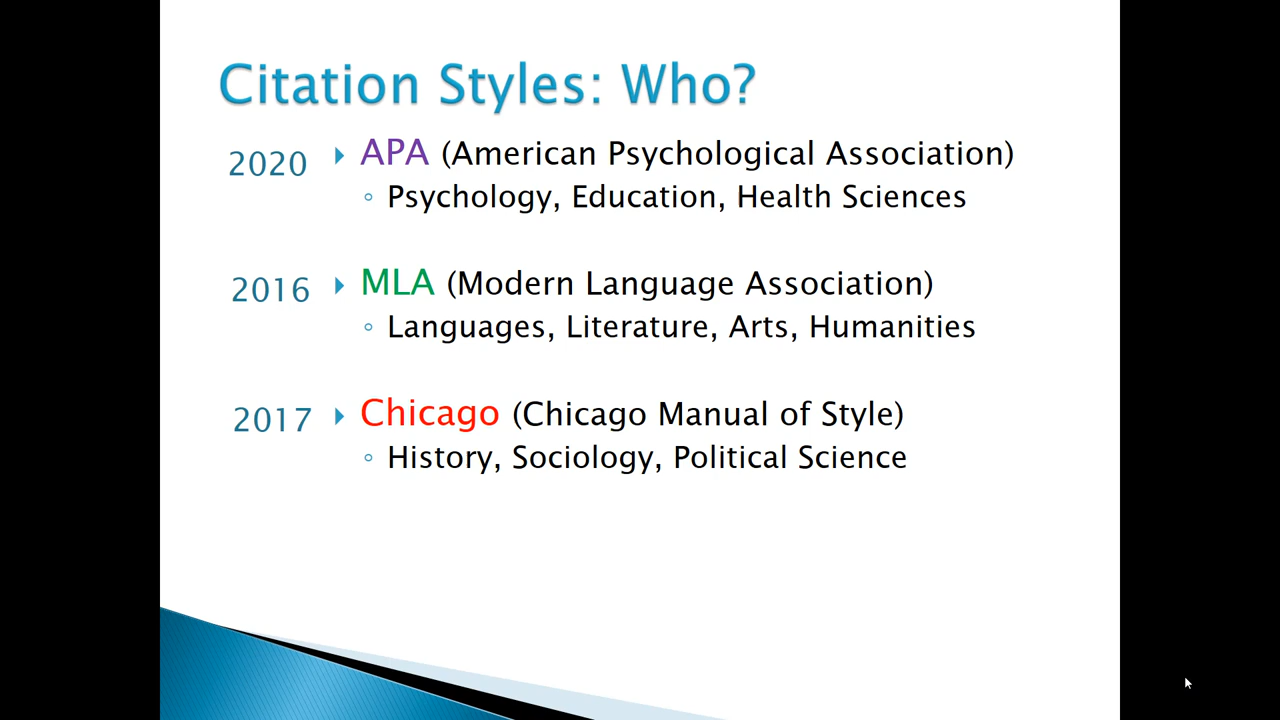 Citation Styles: Who?
2020 APA (American Psychological Association)
Psychology, Education, Health Sciences
2016 MLA (Modern Language Association)
Languages, Literature, Arts, Humanities
2017 Chicago (Chicago Manual of Style)
History, Sociology, Political Science